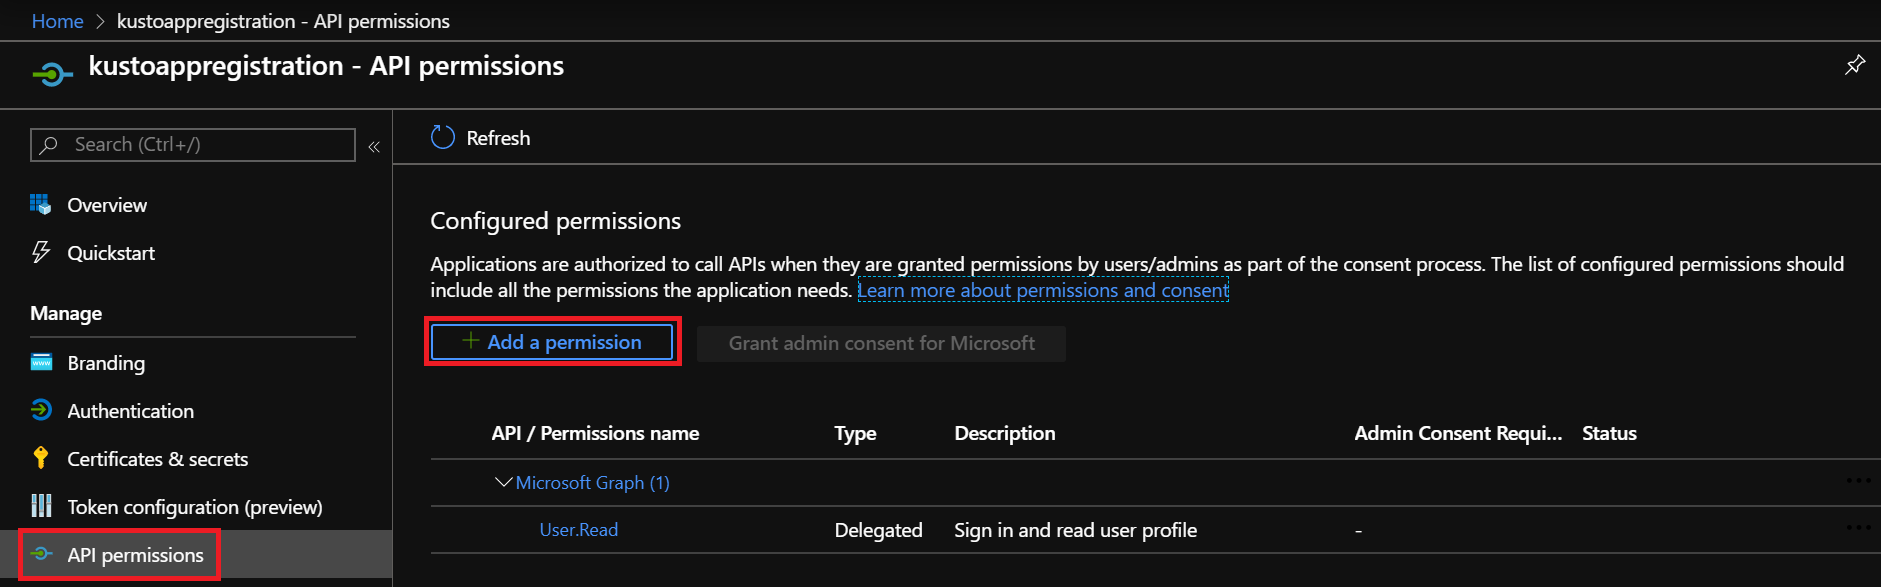 Home > kustoappregistration - API permissions
kustoappregistration - API permissions
Search (Ctrl+/)
«
Overview
Quickstart
Manage
Branding
Authentication
Certificates & secrets
Token configuration (preview)
API permissions
Refresh
Configured permissions
Applications are authorized to call APIs when they are granted permissions by users/admins as part of the consent process. The list of configured permissions should
include all the permissions the application needs. Learn more about permissions and consent
+ Add a permission Grant admin consent for Microsoft
API / Permissions name Type Description Admin Consent Requi... Status
Microsoft Graph (1) ...
User.Read Delegated Sign in and read user profile - ...